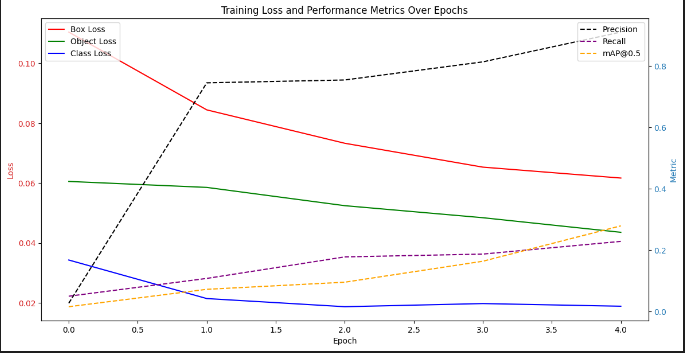 Training Loss and Performance Metrics Over Epochs
Box Loss
Object Loss
Class Loss
Precision
Recall
mAP@0.5
0.10
0.08
0.06
0.04
0.02
Loss
0.8
0.6
0.4
0.2
0.0
Metric
0.0 0.5 1.0 1.5 2.0 2.5 3.0 3.5 4.0
Epoch